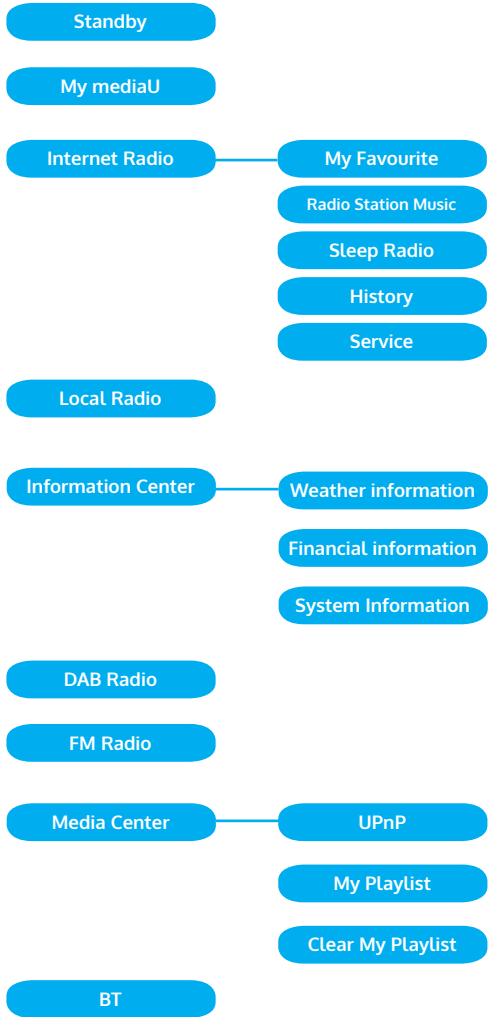 Standby
My mediaU
Internet Radio
My Favourite
Radio Station Music
Sleep Radio
History
Service
Local Radio
Information Center
Weather information
Financial information
System Information
DAB Radio
FM Radio
Media Center
UPnP
My Playlist
Clear My Playlist
BT